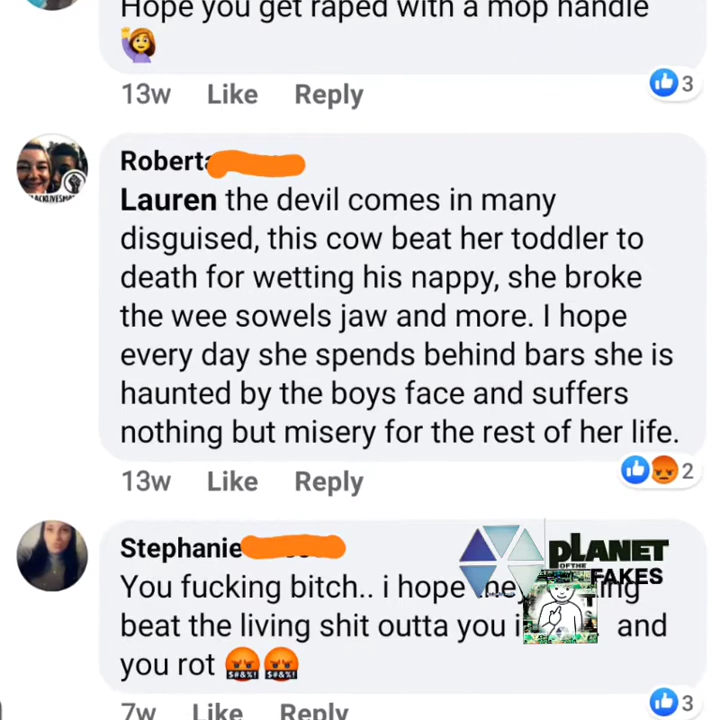 Hope you get raped with a mop handle
13w Like Reply
3
Robert
Lauren the devil comes in many
disguised, this cow beat her toddler to
death for wetting his nappy, she broke
the wee sowels jaw and more. I hope
every day she spends behind bars she is
haunted by the boys face and suffers
nothing but misery for the rest of her life.
13w Like Reply
2
Stephanie
You fucking bitch.. i hope
beat the living shit outta you and
you rot
PLANET
OF THE
FAKES
7w Like Reply
3